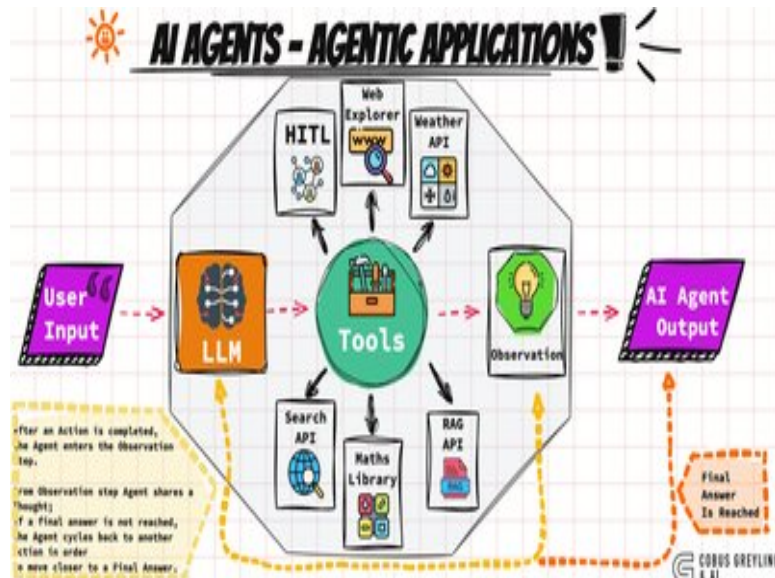 AI AGENTS - AGENTIC APPLICATIONS!
HITL
Web
Explorer
WWW
Weather
API
User
Input
LLM
Tools
Observation
AI Agent
Output
Search
API
Maths
Library
RAG
API
RAG
fter an Action is completed,
he Agent enters the Observation
tep.
rom Observation step Agent shares a
hought;
f a final answer is not reached,
he Agent cycles back to another
ction in order
o move closer to a Final Answer.
Final
Answer
Is Reached
COBUS GREYLIN
& AI